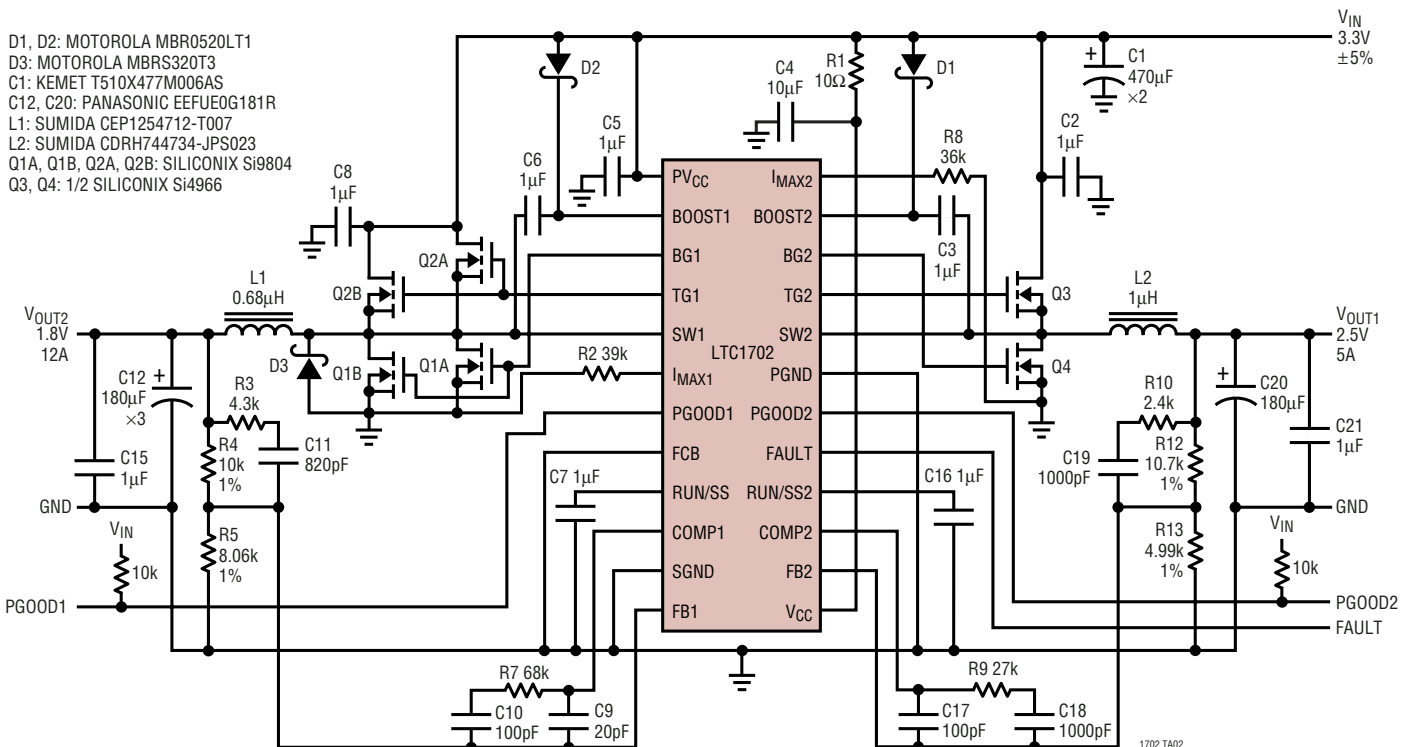 D1, D2: MOTOROLA MBR0520LT1
D3: MOTOROLA MBRS320T3
C1: KEMET T510X477M006AS
C12, C20: PANASONIC EEFUE0G181R
L1: SUMIDA CEP1254712-T007
L2: SUMIDA CDRH744734-JPS023
Q1A, Q1B, Q2A, Q2B: SILICONIX Si9804
Q3, Q4: 1/2 SILICONIX Si4966
VIN
3.3V
±5%
D2
D1
R1
10Ω
C4
10µF
C1
470µF
×2
C5
1µF
C6
1µF
C8
1µF
R8
36k
C2
1µF
C3
1µF
LTC1702
PVCC
BOOST1
BG1
TG1
SW1
IMAX1
PGOOD1
FCB
RUN/SS
COMP1
SGND
FB1
IMAX2
BOOST2
BG2
TG2
SW2
PGND
PGOOD2
FAULT
RUN/SS2
COMP2
FB2
VCC
Q2A
Q2B
Q1A
Q1B
Q3
Q4
L1
0.68µH
L2
1µH
VOUT2
1.8V
12A
VOUT1
2.5V
5A
D3
R2 39k
C12
180µF
×3
R3
4.3k
R4
10k
1%
C11
820pF
C15
1µF
GND
R5
8.06k
1%
VIN
10k
PGOOD1
C7 1µF
C16 1µF
R10
2.4k
C20
180µF
C21
1µF
C19
1000pF
R12
10.7k
1%
GND
R13
4.99k
1%
VIN
10k
PGOOD2
FAULT
R7 68k
C10
100pF
C9
20pF
R9 27k
C17
100pF
C18
1000pF
1702 TA02